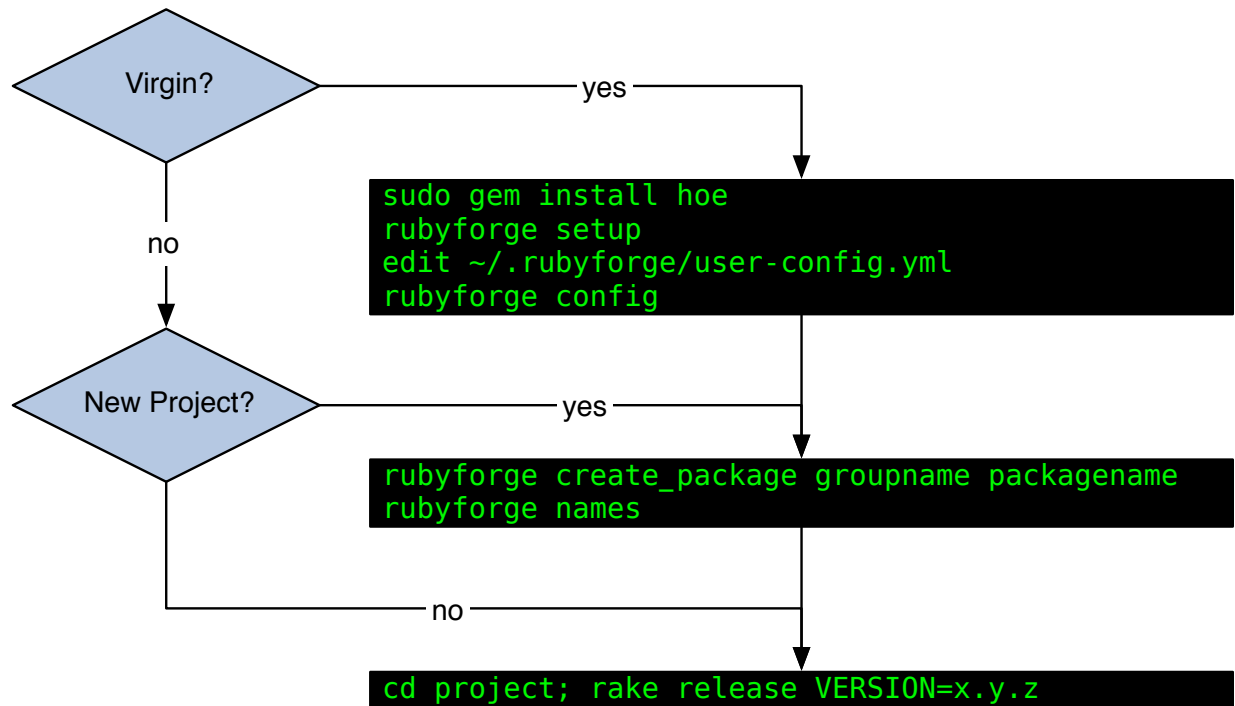 Virgin?
yes
sudo gem install hoe
rubyforge setup
edit ~/.rubyforge/user-config.yml
rubyforge config
no
New Project?
yes
rubyforge create_package groupname packagename
rubyforge names
no
cd project; rake release VERSION=x.y.z